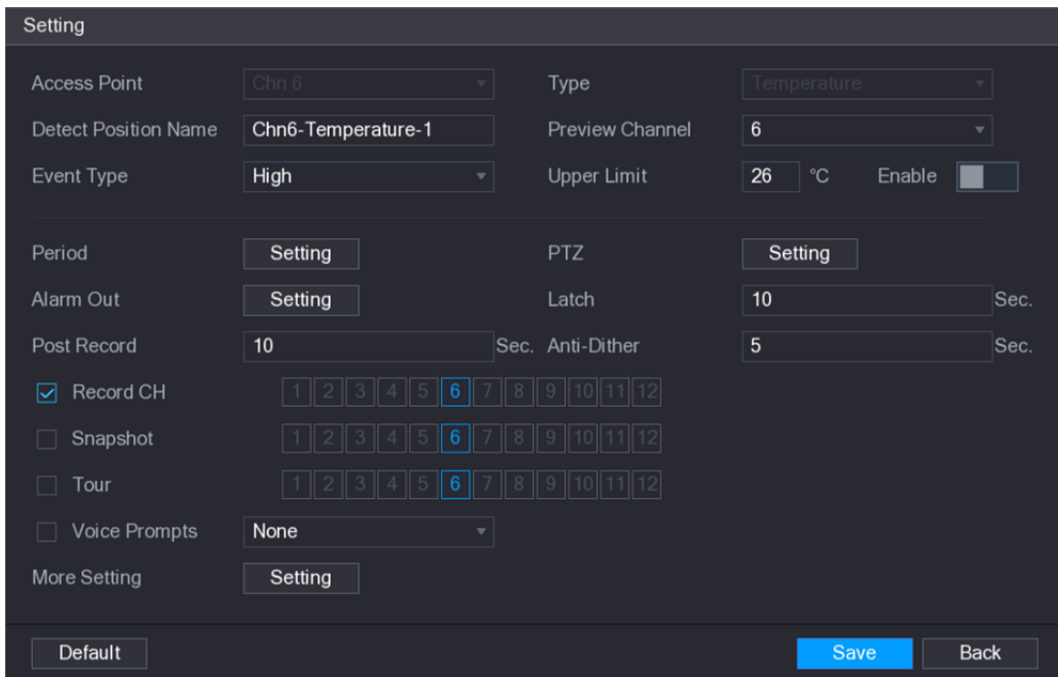 Setting
Access Point Chn 6 Type Temperature
Detect Position Name Chn6-Temperature-1 Preview Channel 6
Event Type High Upper Limit 26 °C Enable
Period Setting PTZ Setting
Alarm Out Setting Latch 10 Sec.
Post Record 10 Sec. Anti-Dither 5 Sec.
Record CH 1 2 3 4 5 6 7 8 9 10 11 12
Snapshot 1 2 3 4 5 6 7 8 9 10 11 12
Tour 1 2 3 4 5 6 7 8 9 10 11 12
Voice Prompts None
More Setting Setting
Default Save Back